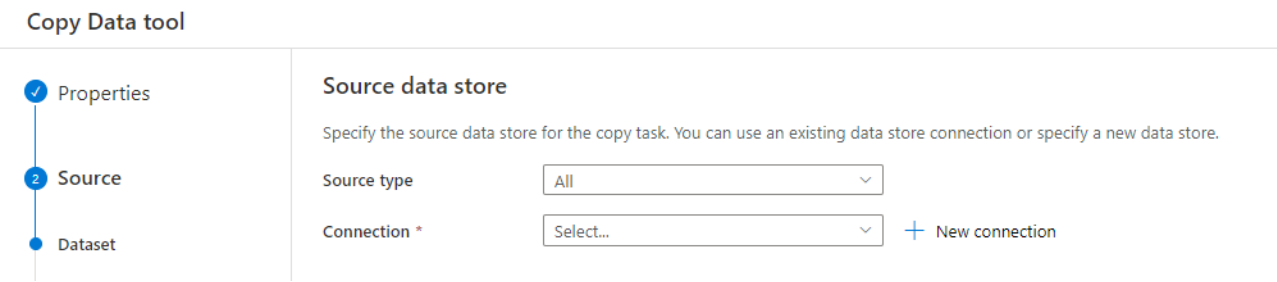 Copy Data tool
Properties
2 Source
Dataset
Source data store
Specify the source data store for the copy task. You can use an existing data store connection or specify a new data store.
Source type All
Connection * Select... + New connection